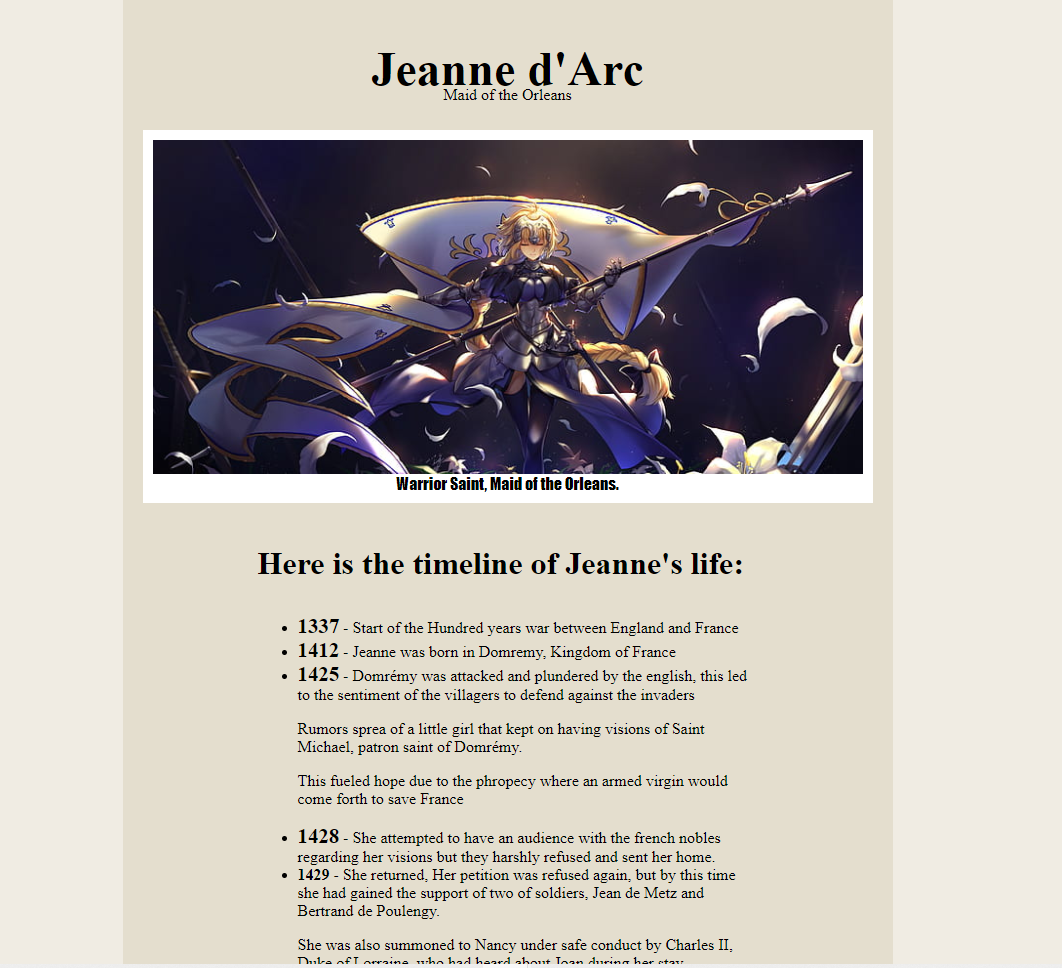 Jeanne d'Arc
Maid of the Orleans
Warrior Saint, Maid of the Orleans.
Here is the timeline of Jeanne's life:
• 1337 - Start of the Hundred years war between England and France
• 1412 - Jeanne was born in Domremy, Kingdom of France
• 1425 - Domrémy was attacked and plundered by the english, this led
to the sentiment of the villagers to defend against the invaders
Rumors sprea of a little girl that kept on having visions of Saint
Michael, patron saint of Domrémy.
This fueled hope due to the phropecy where an armed virgin would
come forth to save France
• 1428 - She attempted to have an audience with the french nobles
regarding her visions but they harshly refused and sent her home.
• 1429 - She returned, Her petition was refused again, but by this time
she had gained the support of two of soldiers, Jean de Metz and
Bertrand de Poulengy.
She was also summoned to Nancy under safe conduct by Charles II,
Duke of Lorraine, who had heard about Joan during her stay